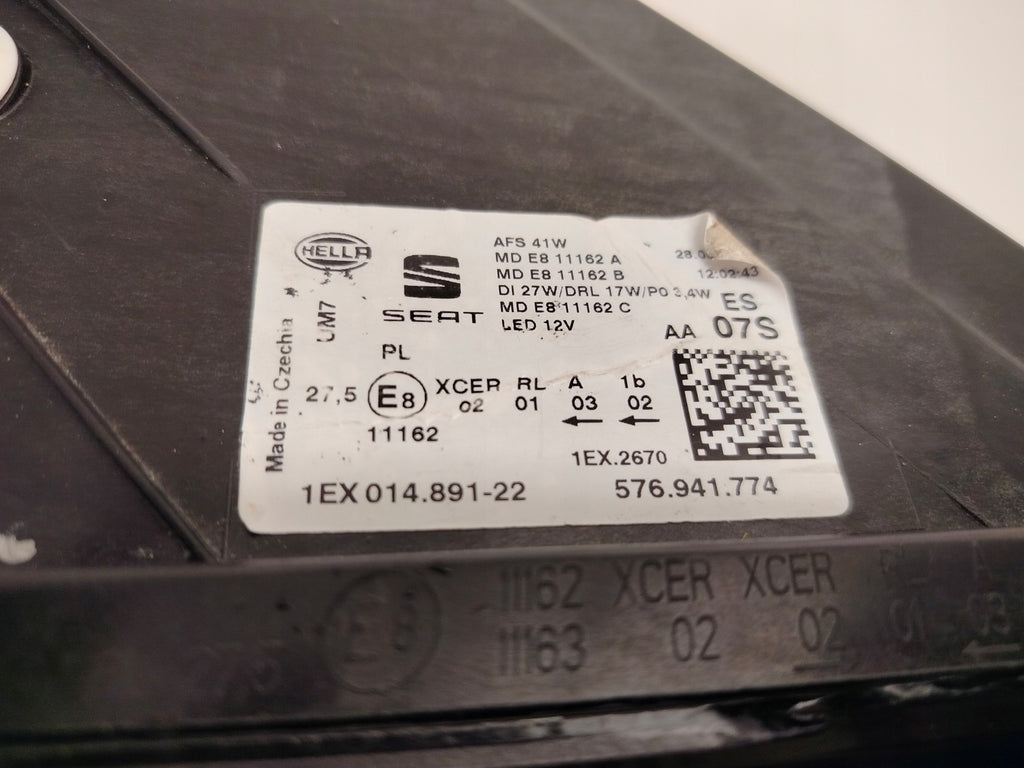 HELLA
SEAT
AFS 41W
MD E8 11162 A
MD E8 11162 B
DI 27W/DRL 17W/PO 3,4W
MD E8 11162 C
LED 12V
12:02:43
ES
AA 07S
UM7
Made in Czechia
PL
27,5 E8 XCER RL A 1b
02 01 03 02
11162
1EX.2670
1EX 014.891-22 576.941.774
11162 XCER XCER A
11163 02 02 01 03